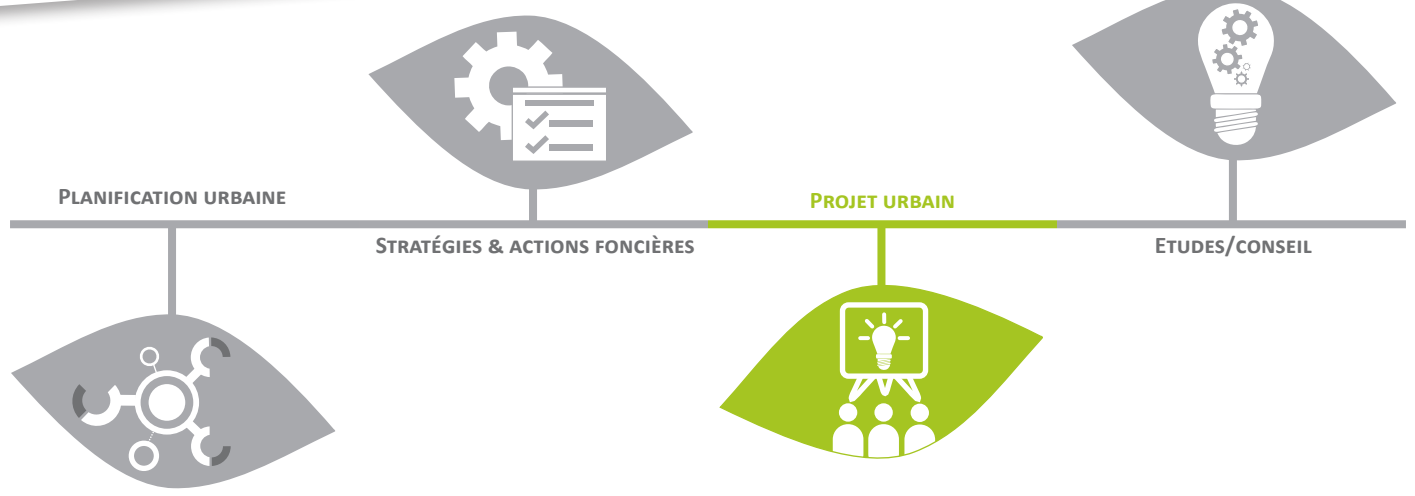 Planification urbaine
Projet urbain
Stratégies & actions foncières
Etudes/conseil